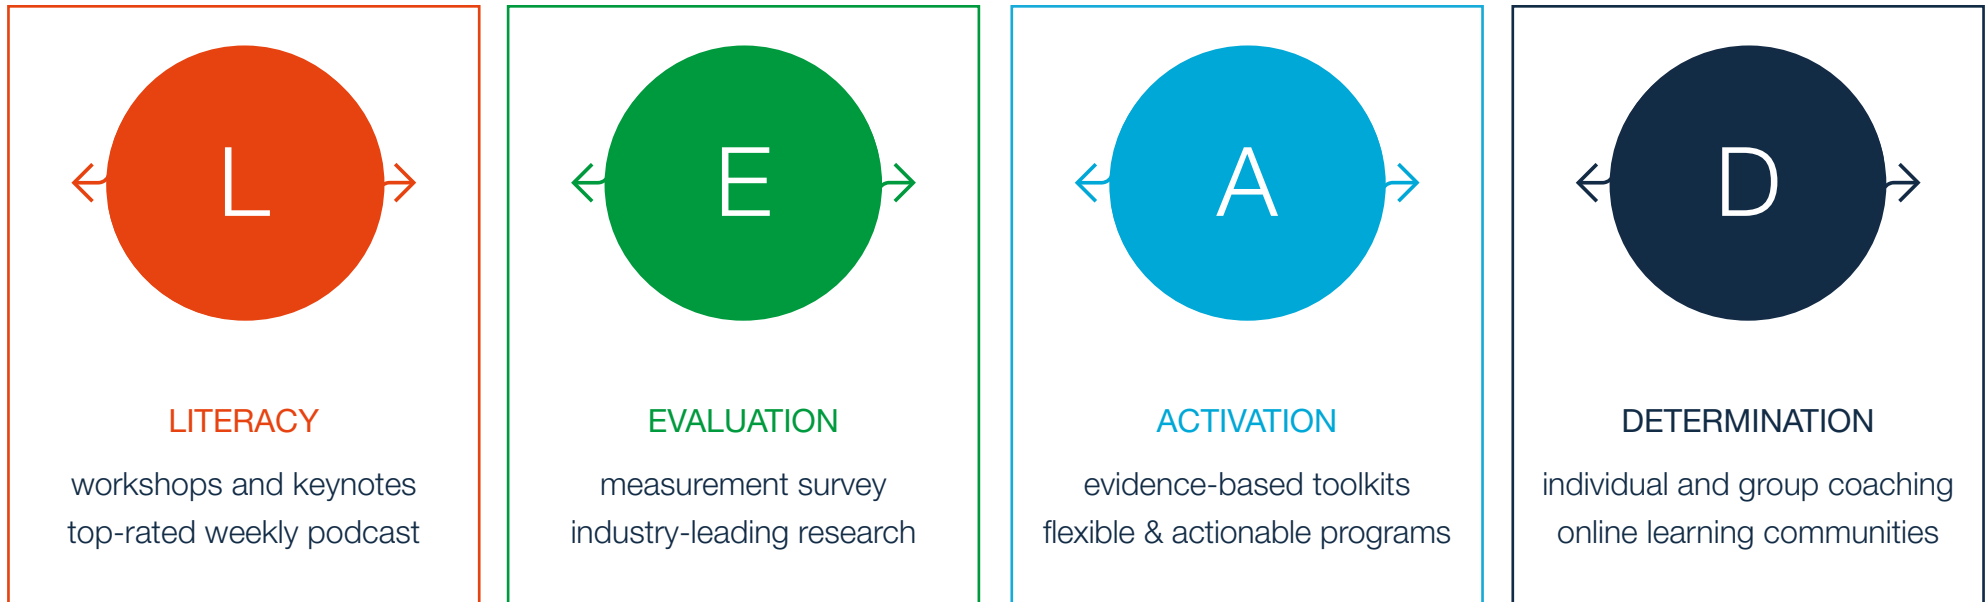 L
LITERACY
workshops and keynotes
top-rated weekly podcast
E
EVALUATION
measurement survey
industry-leading research
A
ACTIVATION
evidence-based toolkits
flexible & actionable programs
D
DETERMINATION
individual and group coaching
online learning communities